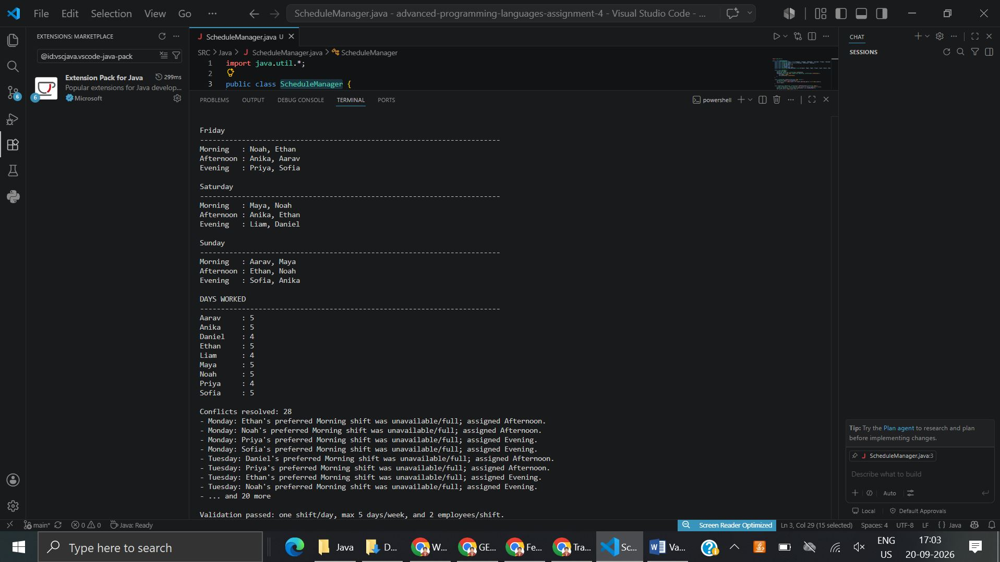 File Edit Selection View Go ScheduleManager.java - advanced-programming-languages-assignment-4 - Visual Studio Code - ...
EXTENSIONS: MARKETPLACE
@id:vscjava.vscode-java-pack
Extension Pack for Java 299ms
Popular extensions for Java develop...
Microsoft
6
6
ScheduleManager.java U
SRC > Java > ScheduleManager.java > ScheduleManager
1 import java.util.*;
2
3 public class ScheduleManager {
PROBLEMS OUTPUT DEBUG CONSOLE TERMINAL PORTS
powershell
Friday
------------------------------------------------------------------------
Morning   : Noah, Ethan
Afternoon : Anika, Aarav
Evening   : Priya, Sofia
Saturday
------------------------------------------------------------------------
Morning   : Maya, Noah
Afternoon : Anika, Ethan
Evening   : Liam, Daniel
Sunday
------------------------------------------------------------------------
Morning   : Aarav, Maya
Afternoon : Ethan, Noah
Evening   : Sofia, Anika
DAYS WORKED
------------------------------------------------------------------------
Aarav     : 5
Anika     : 5
Daniel    : 4
Ethan     : 5
Liam      : 4
Maya      : 5
Noah      : 5
Priya     : 4
Sofia     : 5
Conflicts resolved: 28
- Monday: Ethan's preferred Morning shift was unavailable/full; assigned Afternoon.
- Monday: Noah's preferred Morning shift was unavailable/full; assigned Afternoon.
- Monday: Priya's preferred Morning shift was unavailable/full; assigned Evening.
- Monday: Sofia's preferred Morning shift was unavailable/full; assigned Evening.
- Tuesday: Daniel's preferred Morning shift was unavailable/full; assigned Afternoon.
- Tuesday: Priya's preferred Morning shift was unavailable/full; assigned Afternoon.
- Tuesday: Ethan's preferred Morning shift was unavailable/full; assigned Evening.
- Tuesday: Noah's preferred Morning shift was unavailable/full; assigned Evening.
- ... and 20 more
Validation passed: one shift/day, max 5 days/week, and 2 employees/shift.
CHAT
SESSIONS
Tip: Try the Plan agent to research and plan
before implementing changes.
ScheduleManager.java:3
Describe what to build
Auto
Local Default Approvals
main* 0 0 Java: Ready
Screen Reader Optimized Ln 3, Col 29 (15 selected) Spaces: 4 UTF-8 LF {} Java
Type here to search
Java D... W... GE... Fe... Tra... Sc... Va...
ENG
US
17:03
20-09-2026